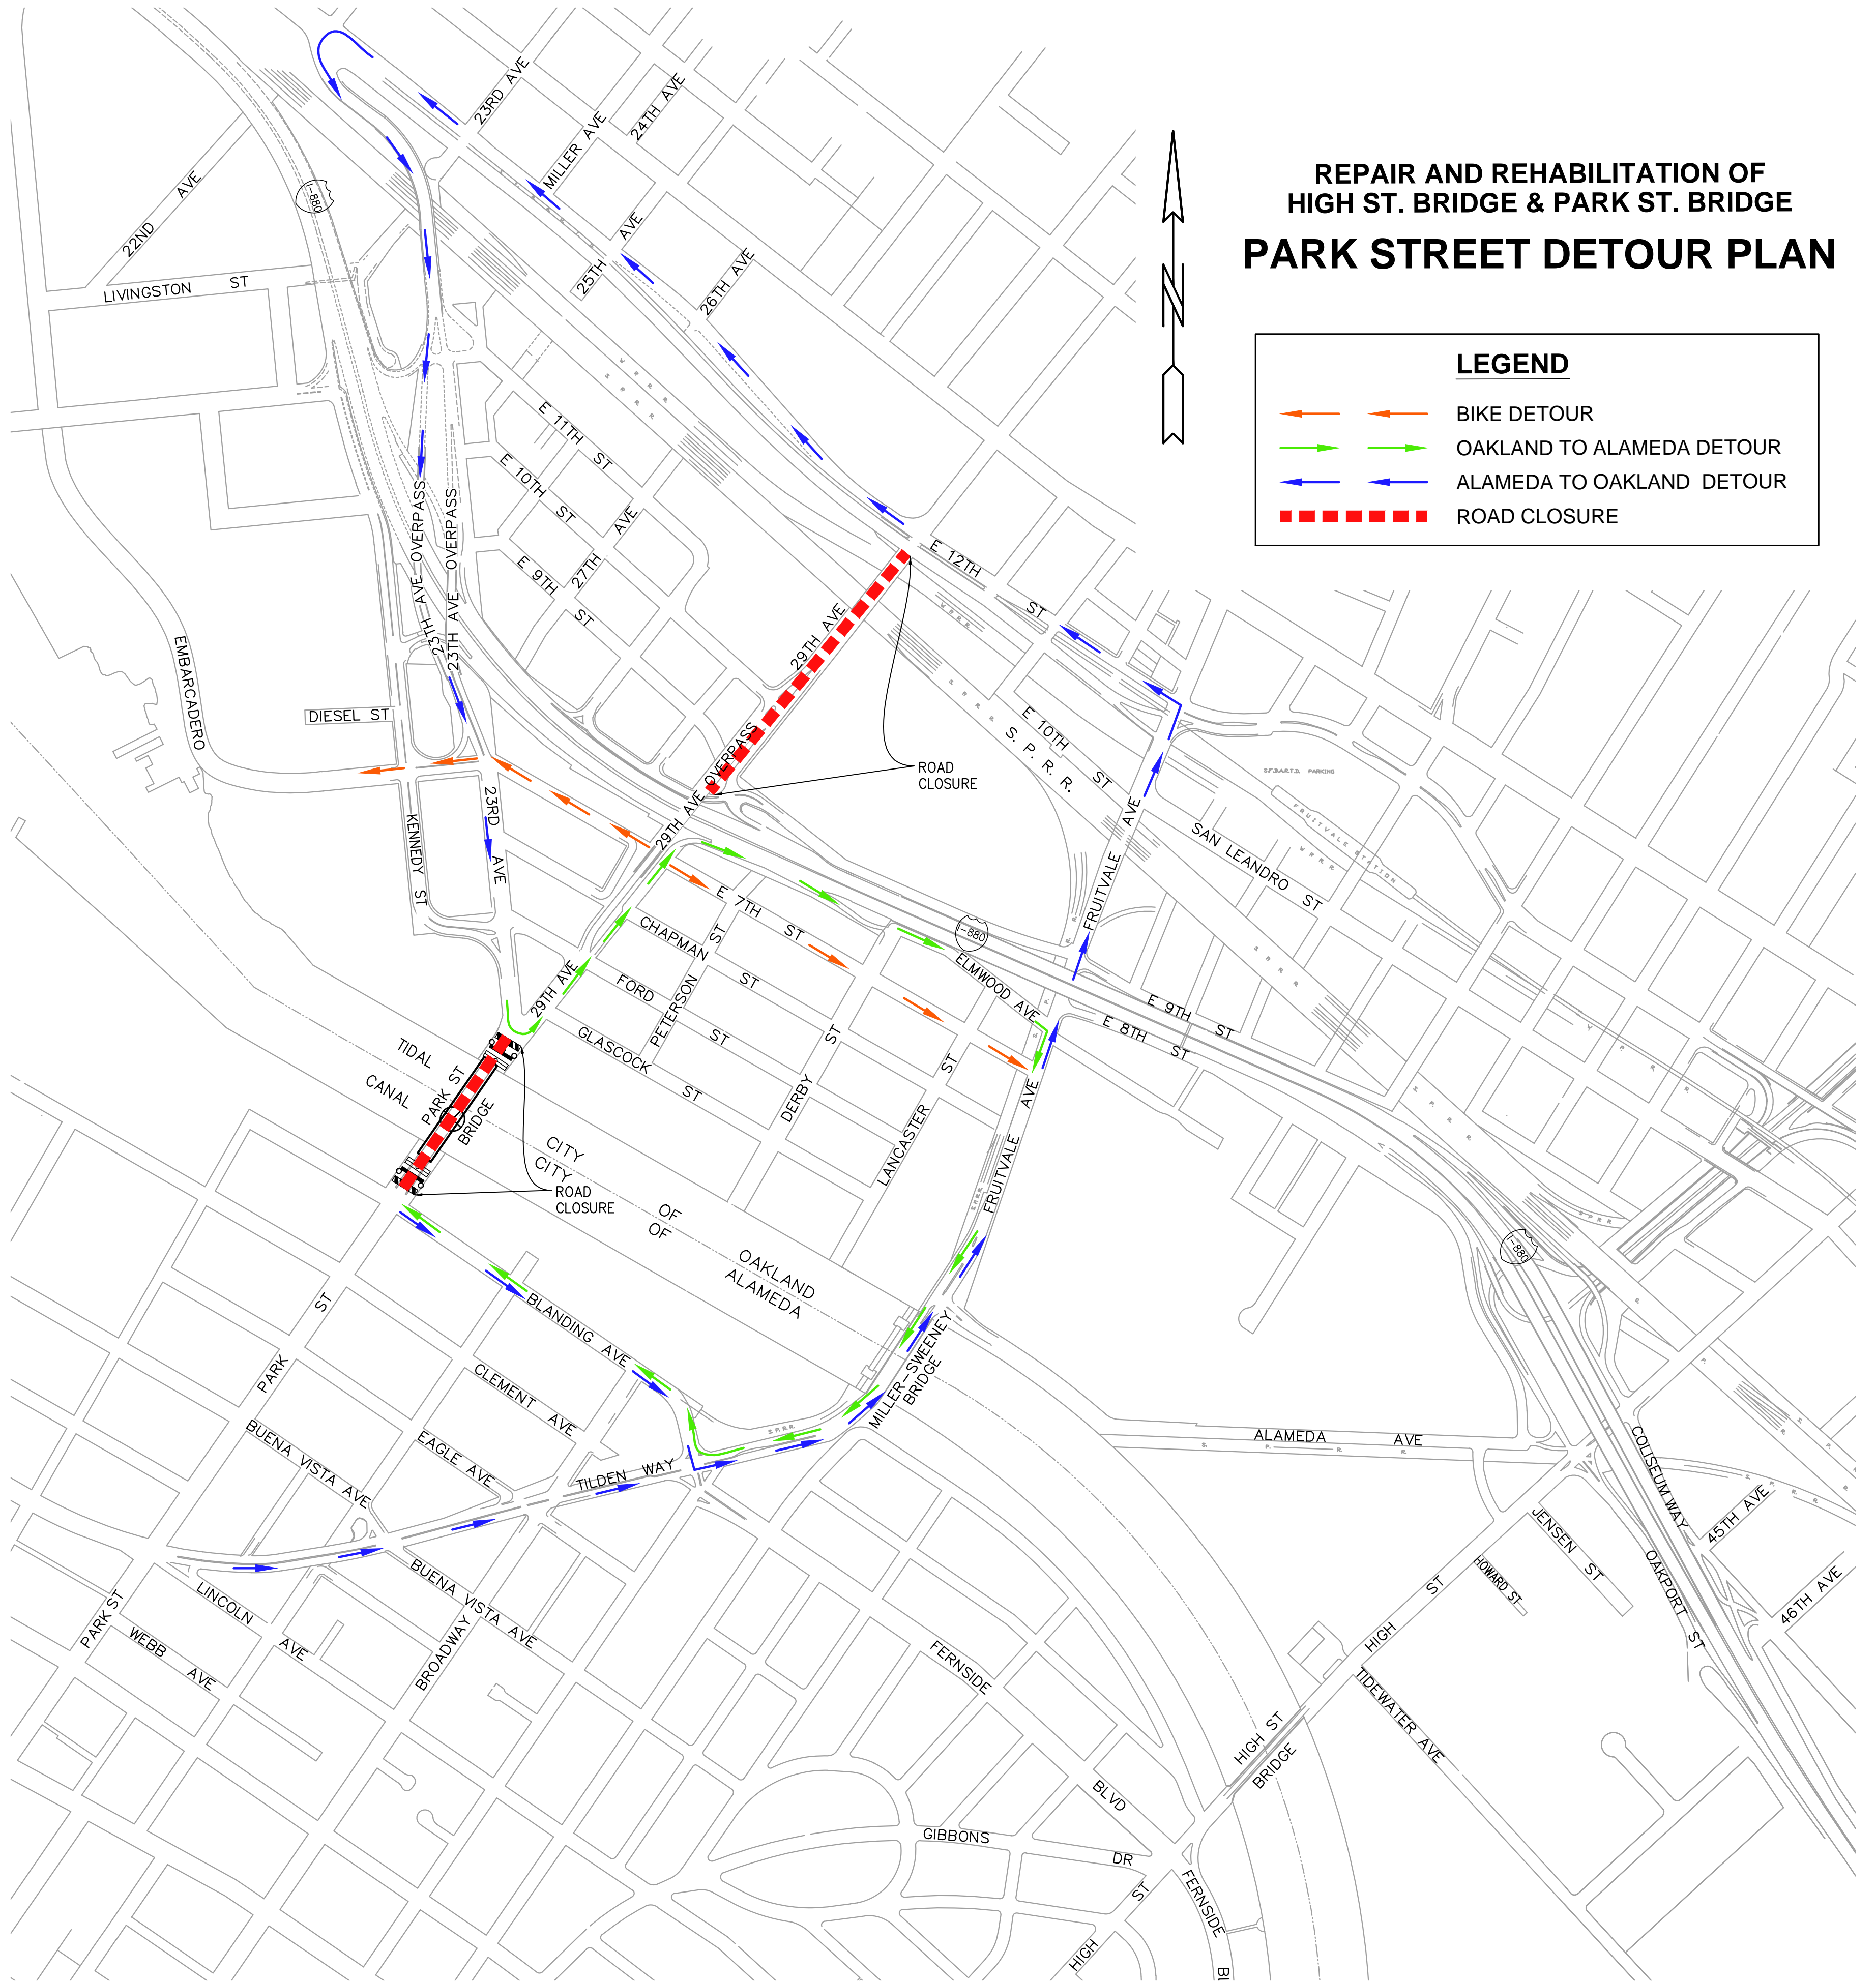 REPAIR AND REHABILITATION OF
HIGH ST. BRIDGE & PARK ST. BRIDGE
PARK STREET DETOUR PLAN
N
LEGEND
BIKE DETOUR
OAKLAND TO ALAMEDA DETOUR
ALAMEDA TO OAKLAND DETOUR
ROAD CLOSURE
23RD AVE
24TH AVE
MILLER AVE
22ND AVE
I-880
LIVINGSTON ST
25TH AVE
26TH AVE
W. P. R. R.
S. P. R. R.
E 11TH ST
E 10TH ST
27TH AVE
E 9TH ST
23TH AVE OVERPASS
23TH AVE OVERPASS
E 12TH ST
29TH AVE
W.P.R.R.
S. P. R. R.
EMBARCADERO
DIESEL ST
29TH AVE OVERPASS
ROAD
CLOSURE
E 10TH ST
S. P. R. R.
S.F.B.A.R.T.D. PARKING
FRUITVALE STATION
W.P.R.R.
SAN LEANDRO ST
FRUITVALE AVE
KENNEDY ST
23RD AVE
E 7TH ST
CHAPMAN ST
FORD ST
PETERSON ST
29TH AVE
GLASCOCK ST
I-880
ELMWOOD AVE
E 9TH ST
E 8TH ST
S. P. R. R.
W. P. R. R.
S. P. R. R.
DERBY ST
LANCASTER ST
FRUITVALE AVE
S.P.R.R.
TIDAL
CANAL
PARK ST
BRIDGE
ROAD
CLOSURE
CITY OF OAKLAND
CITY OF ALAMEDA
S P R R
I-880
BLANDING AVE
PARK ST
CLEMENT AVE
EAGLE AVE
BUENA VISTA AVE
TILDEN WAY
S.P.R.R.
MILLER-SWEENEY
BRIDGE
ALAMEDA AVE
S. P. R. R.
COLISEUM WAY
45TH AVE
46TH AVE
JENSEN ST
HOWARD ST
OAKPORT ST
BUENA VISTA AVE
LINCOLN AVE
PARK ST
WEBB AVE
BROADWAY
HIGH ST
TIDEWATER AVE
HIGH ST
BRIDGE
FERNSIDE BLVD
GIBBONS DR
HIGH ST
FERNSIDE